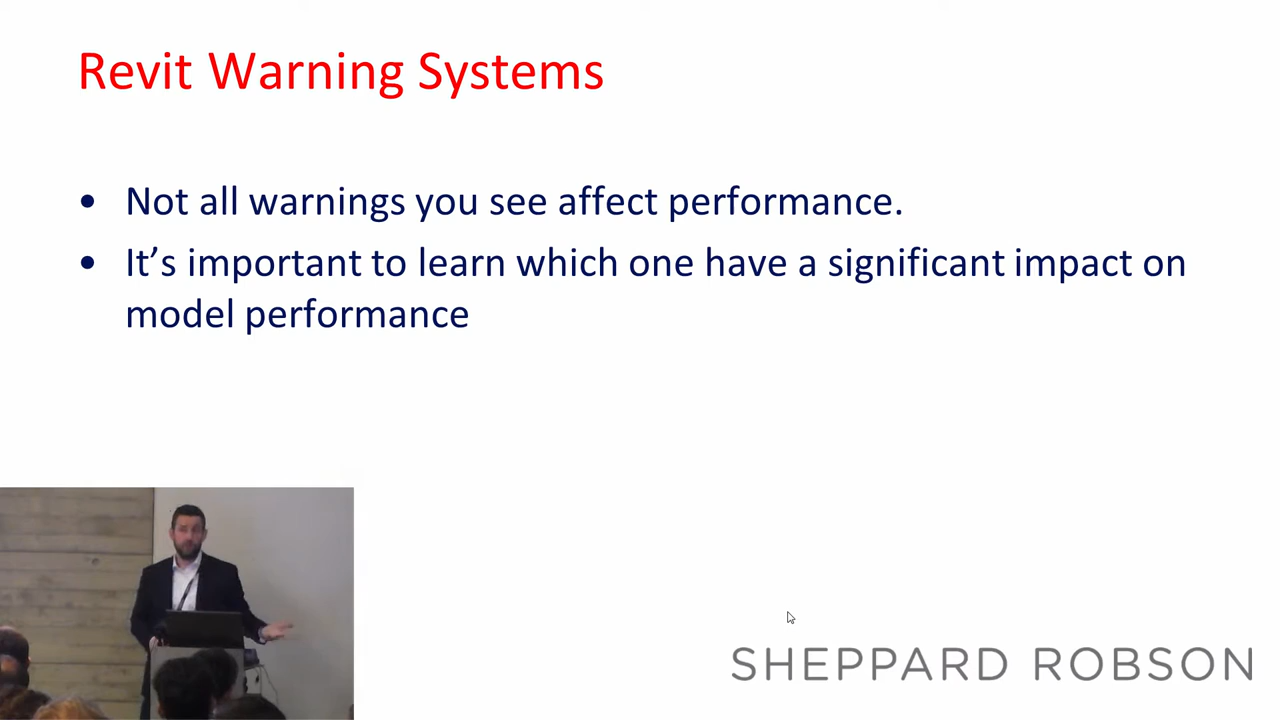 Revit Warning Systems
• Not all warnings you see affect performance.
• It’s important to learn which one have a significant impact on
model performance
SHEPPARD ROBSON